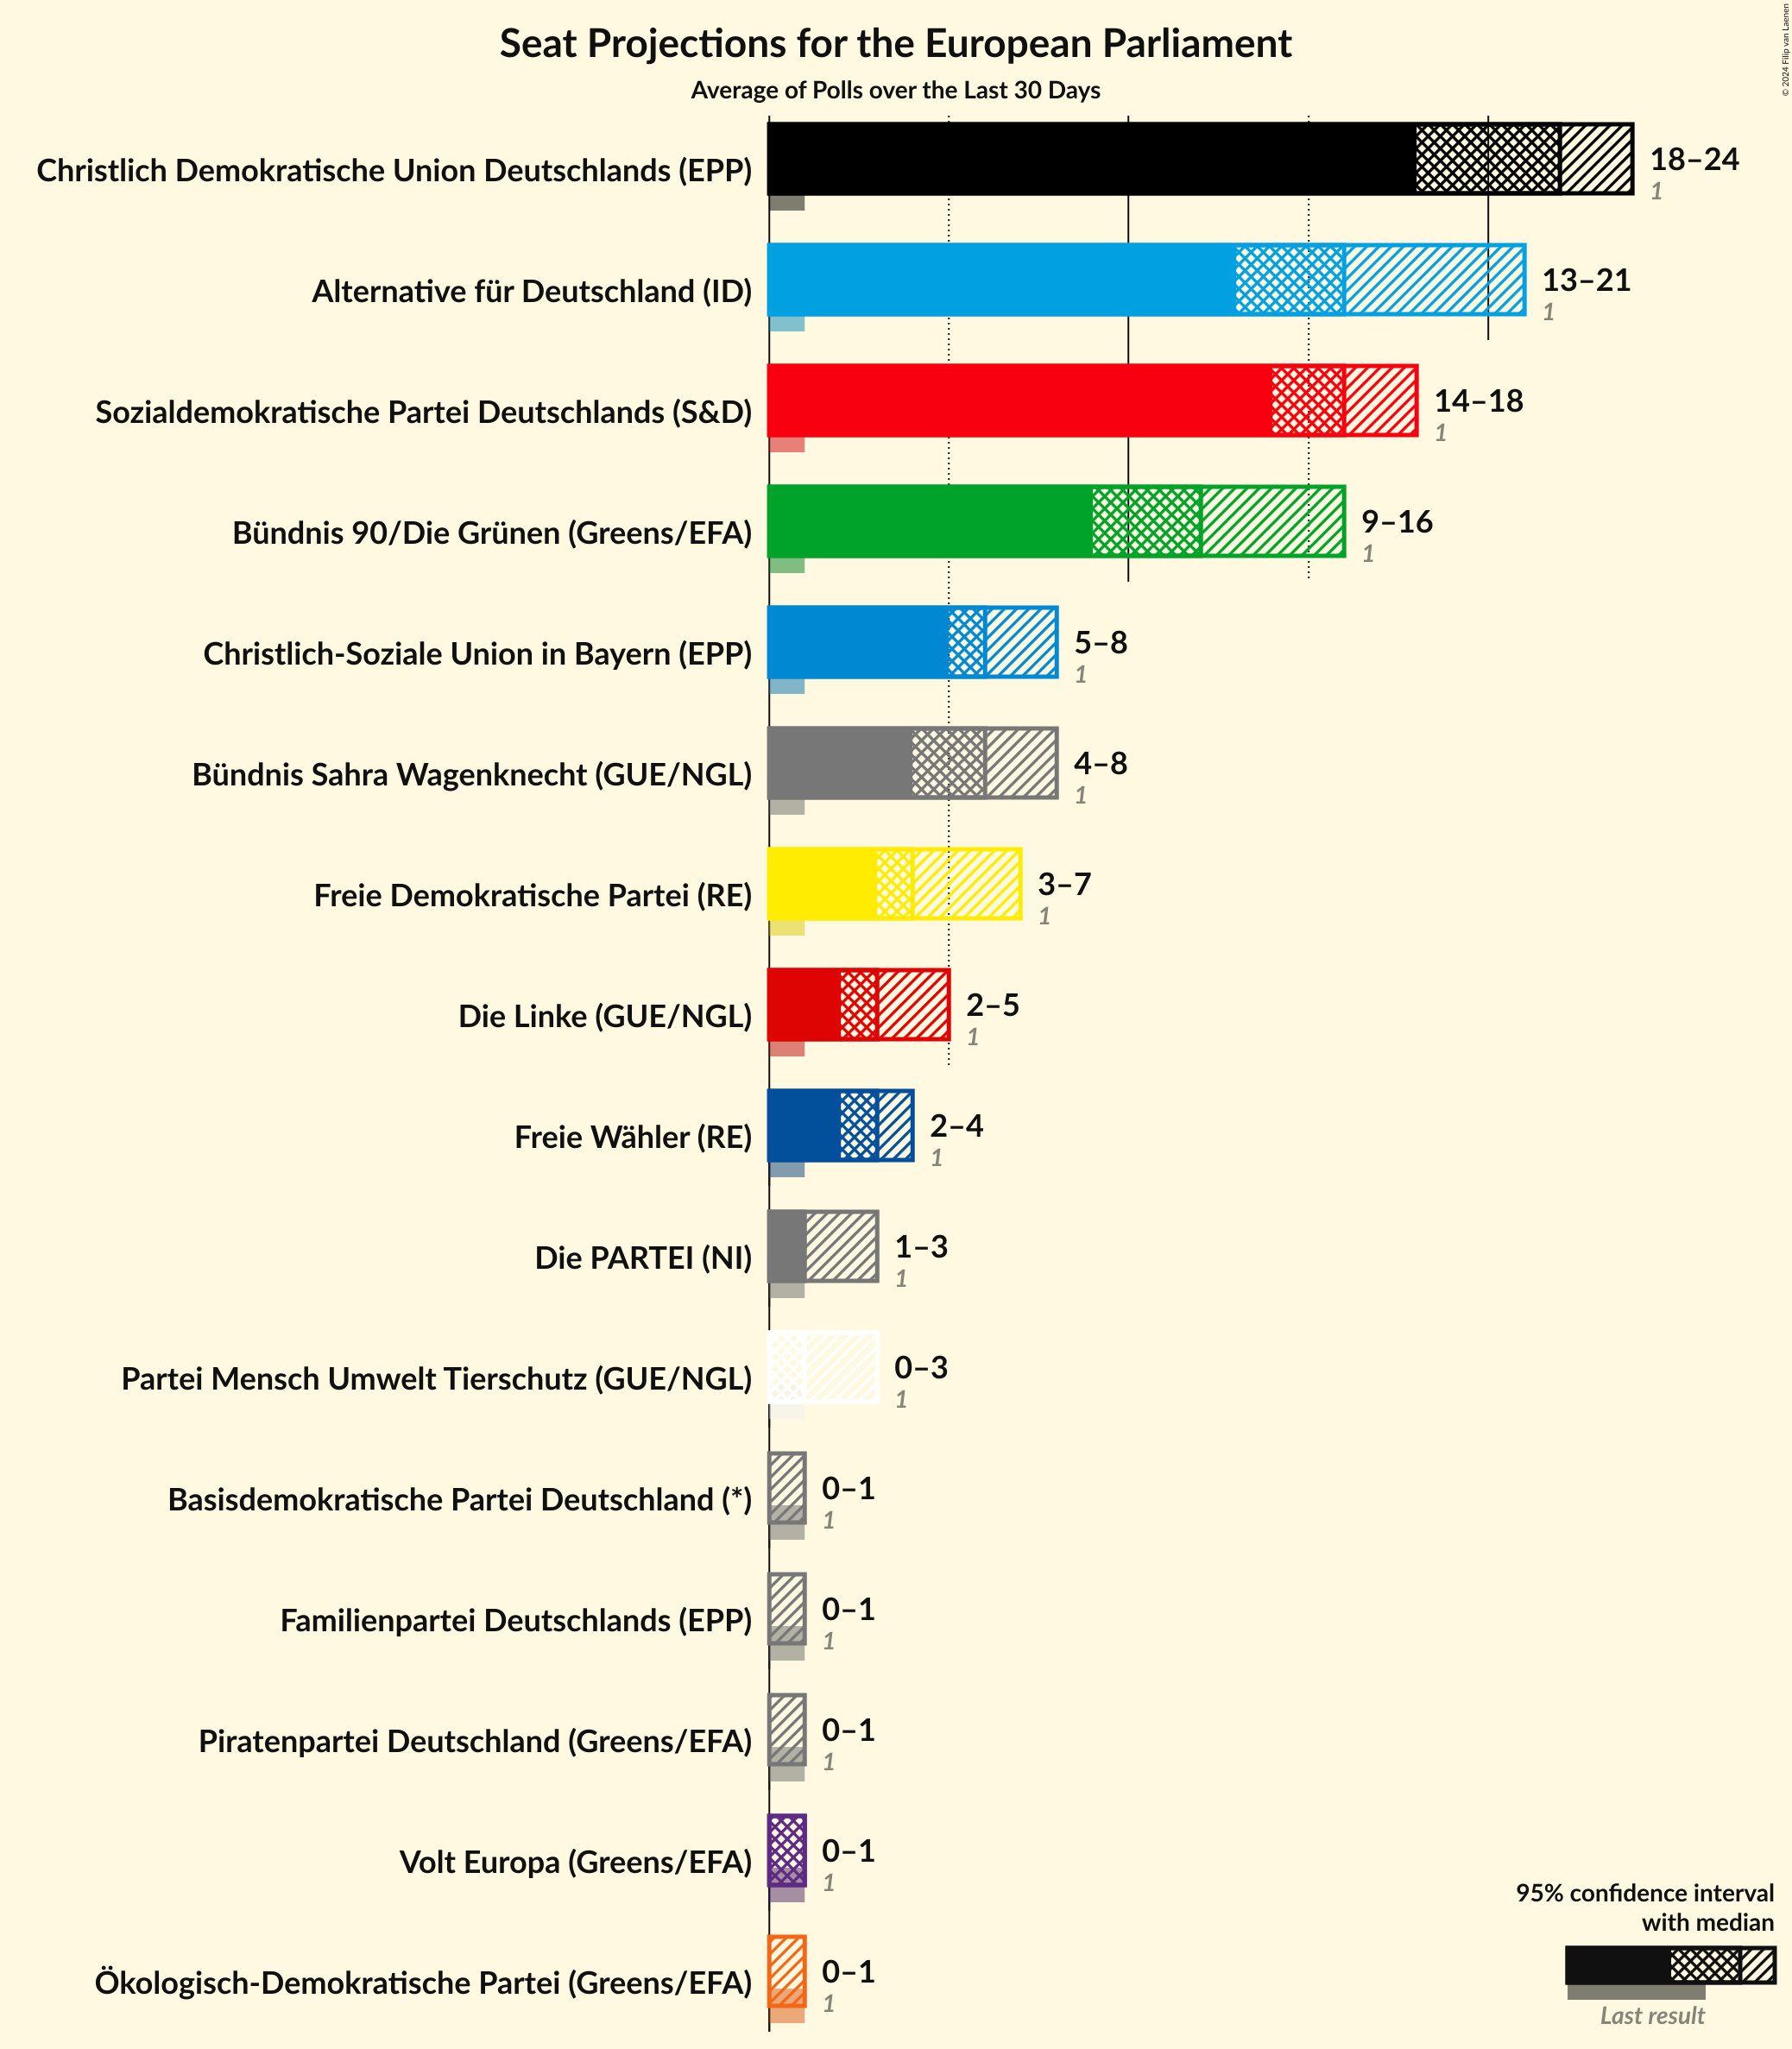 © 2024 Filip van Laenen
Seat Projections for the European Parliament
Average of Polls over the Last 30 Days
Christlich Demokratische Union Deutschlands (EPP)
18–24
1
Alternative für Deutschland (ID)
13–21
1
Sozialdemokratische Partei Deutschlands (S&D)
14–18
1
Bündnis 90/Die Grünen (Greens/EFA)
9–16
1
Christlich-Soziale Union in Bayern (EPP)
5–8
1
Bündnis Sahra Wagenknecht (GUE/NGL)
4–8
1
Freie Demokratische Partei (RE)
3–7
1
Die Linke (GUE/NGL)
2–5
1
Freie Wähler (RE)
2–4
1
Die PARTEI (NI)
1–3
1
Partei Mensch Umwelt Tierschutz (GUE/NGL)
0–3
1
Basisdemokratische Partei Deutschland (*)
0–1
1
Familienpartei Deutschlands (EPP)
0–1
1
Piratenpartei Deutschland (Greens/EFA)
0–1
1
Volt Europa (Greens/EFA)
0–1
1
Ökologisch-Demokratische Partei (Greens/EFA)
0–1
1
95% confidence interval
with median
Last result